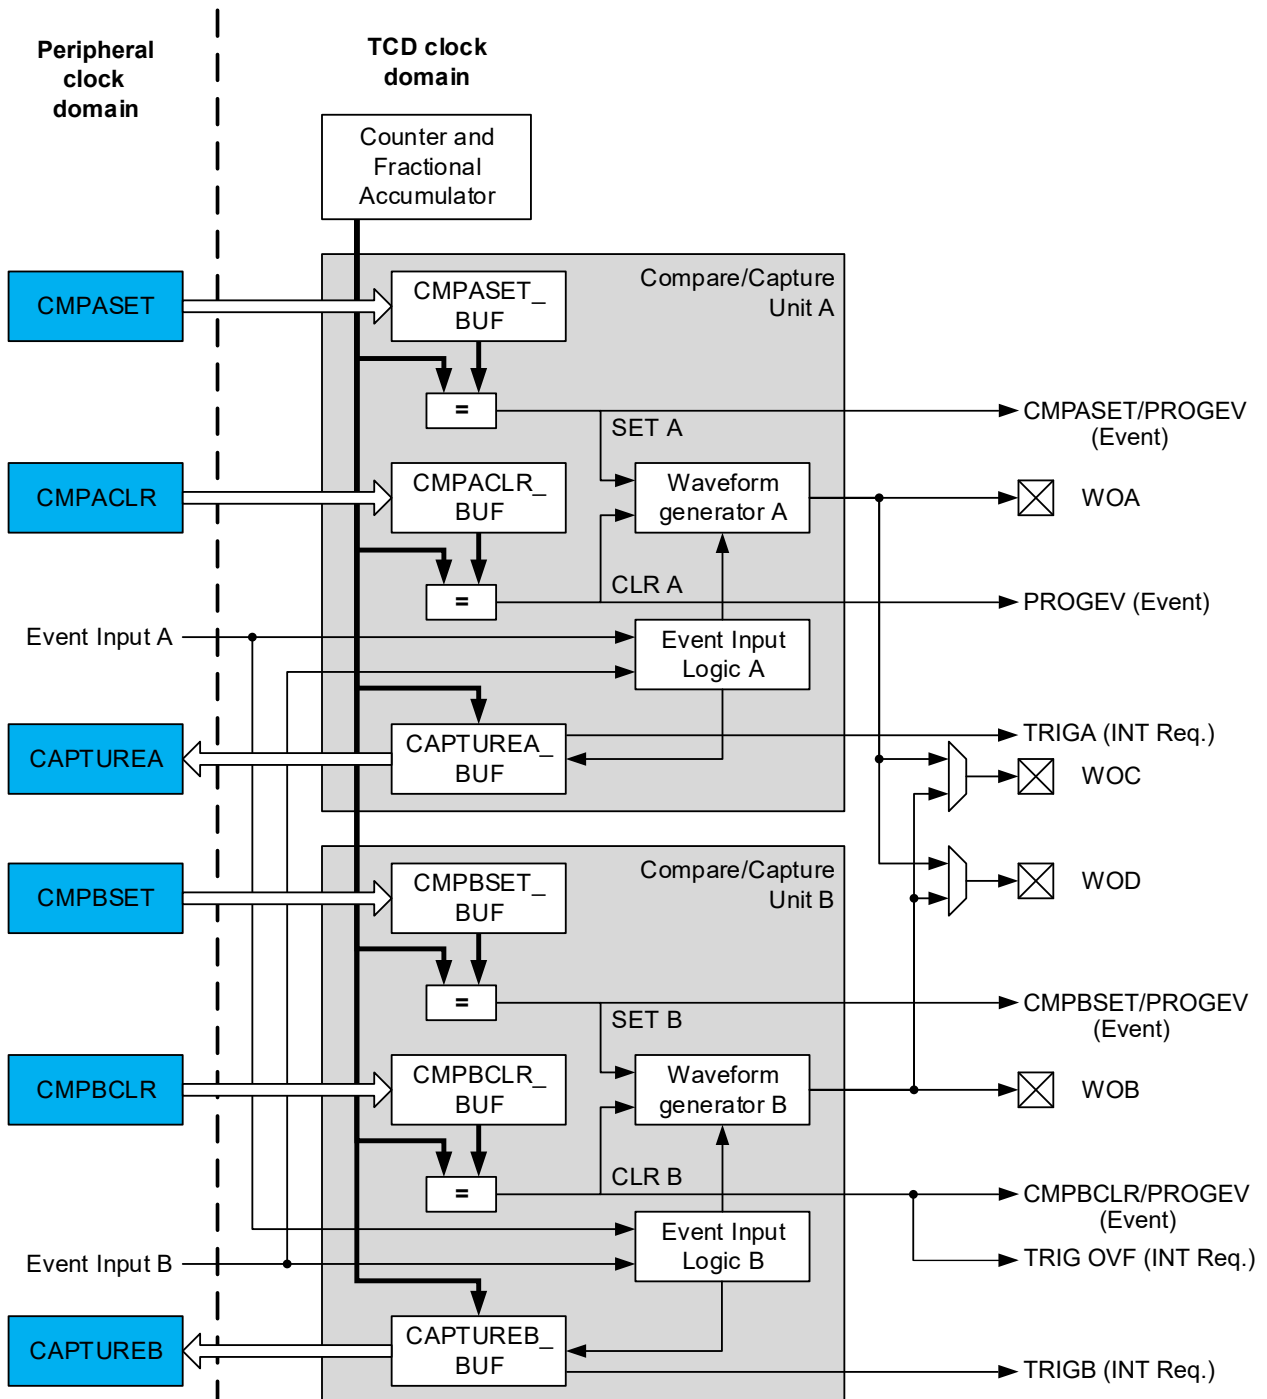 Peripheral
clock
domain
TCD clock
domain
Counter and
Fractional
Accumulator
Compare/Capture
Unit A
CMPASET
CMPASET_
BUF
=
SET A
CMPASET/PROGEV
(Event)
CMPACLR
CMPACLR_
BUF
Waveform
generator A
WOA
=
CLR A
PROGEV (Event)
Event Input A
Event Input
Logic A
CAPTUREA
CAPTUREA_
BUF
TRIGA (INT Req.)
WOC
Compare/Capture
Unit B
CMPBSET
CMPBSET_
BUF
WOD
=
SET B
CMPBSET/PROGEV
(Event)
CMPBCLR
CMPBCLR_
BUF
Waveform
generator B
WOB
=
CLR B
CMPBCLR/PROGEV
(Event)
Event Input B
Event Input
Logic B
TRIG OVF (INT Req.)
CAPTUREB
CAPTUREB_
BUF
TRIGB (INT Req.)